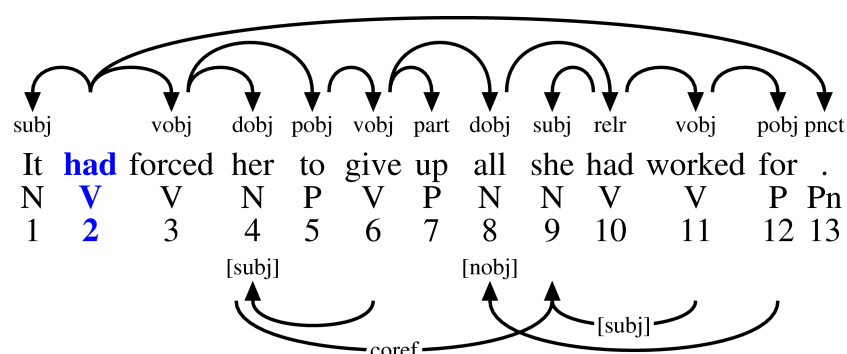 subj vobj dobj pobj vobj part dobj subj relr vobj pobj pnct
It had forced her to give up all she had worked for .
N V V N P V P N N V V P Pn
1 2 3 4 5 6 7 8 9 10 11 12 13
[subj] [nobj]
[subj]
coref